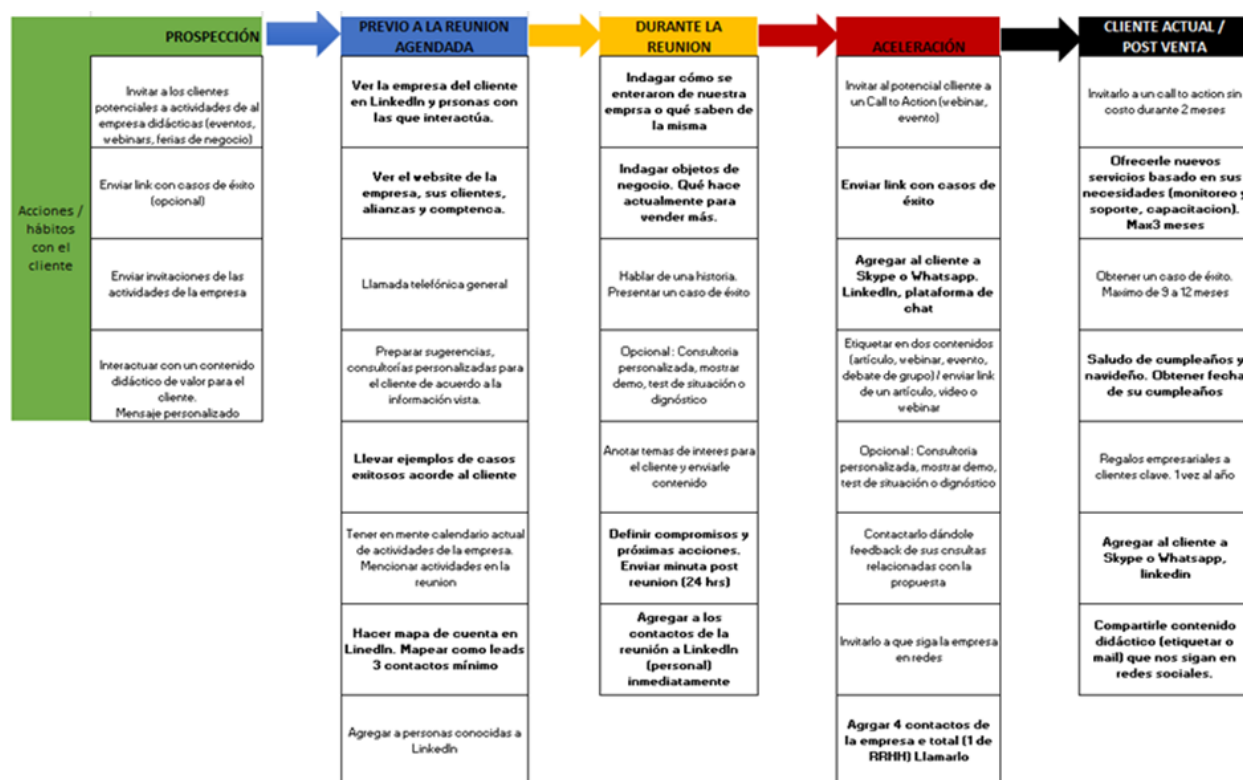 PROSPECCIÓN
PREVIO A LA REUNION
AGENDADA
DURANTE LA
REUNION
ACELERACIÓN
CLIENTE ACTUAL /
POST VENTA
Acciones /
hábitos
con el
cliente
Invitar a los clientes
potenciales a actividades de al
empresa didácticas (eventos,
webinars, ferias de negocio)
Enviar link con casos de éxito
(opcional)
Enviar invitaciones de las
actividades de la empresa
Interactuar con un contenido
didáctico de valor para el
cliente.
Mensaje personalizado
Ver la empresa del cliente
en LinkedIn y prsonas con
las que interactúa.
Ver el website de la
empresa, sus clientes,
alianzas y comptenca.
Llamada telefónica general
Preparar sugerencias,
consultorías personalizadas para
el cliente de acuerdo a la
información vista.
Llevar ejemplos de casos
exitosos acorde al cliente
Tener en mente calendario actual
de actividades de la empresa.
Mencionar actividades en la
reunion
Hacer mapa de cuenta en
LinedIn. Mapear como leads
3 contactos mínimo
Agregar a personas conocidas a
LinkedIn
Indagar cómo se
enteraron de nuestra
emprsa o qué saben de
la misma
Indagar objetos de
negocio. Qué hace
actualmente para
vender más.
Hablar de una historia.
Presentar un caso de éxito
Opcional : Consultoria
personalizada, mostrar
demo, test de situación o
dignóstico
Anotar temas de interes para
el cliente y enviarle
contenido
Definir compromisos y
próximas acciones.
Enviar minuta post
reunion (24 hrs)
Agregar a los
contactos de la
reunión a LinkedIn
(personal)
inmediatamente
Invitar al potencial clliente a
un Call to Action (webinar,
evento)
Enviar link con casos de
éxito
Agregar al cliente a
Skype o Whatsapp.
LinkedIn, plataforma de
chat
Etiquetar en dos contenidos
(artículo, webinar, evento,
debate de grupo) / enviar link
de un artículo, video o
webinar
Opcional : Consultoria
personalizada, mostrar demo,
test de situación o dignóstico
Contactarlo dándole
feedback de sus cnsultas
relacionadas con la
propuesta
Invitarlo a que siga la empresa
en redes
Agrgar 4 contactos de
la empresa e total (1 de
RRHH) Llamarlo
Invitarlo a un call to action sin
costo durante 2 meses
Ofrecerle nuevos
servicios basado en sus
necesidades (monitoreo y
soporte, capacitacion).
Max3 meses
Obtener un caso de éxito.
Maximo de 9 a 12 meses
Saludo de cumpleaños y
navideño. Obtener fecha
de su cumpleaños
Regalos empresariales a
clientes clave. 1 vez al año
Agregar al cliente a
Skype o Whatsapp,
linkedin
Compartirle contenido
didáctico (etiquetar o
mail) que nos sigan en
redes sociales.